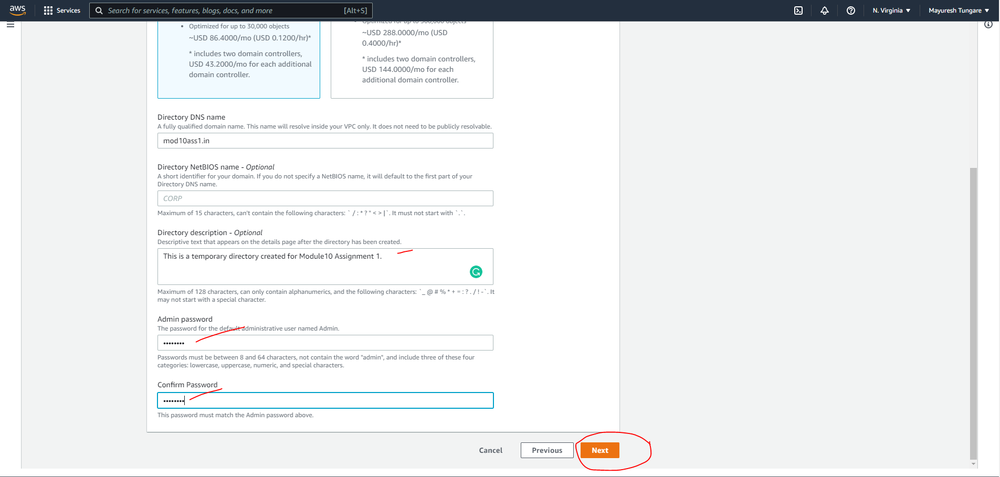 aws Services Search for services, features, blogs, docs, and more [Alt+S] N. Virginia Mayuresh Tungare
• Optimized for up to 30,000 objects
~USD 86.4000/mo (USD 0.1200/hr)*
* includes two domain controllers,
USD 43.2000/mo for each additional
domain controller.
• Optimized for up to 500,000 objects
~USD 288.0000/mo (USD
0.4000/hr)*
* includes two domain controllers,
USD 144.0000/mo for each
additional domain controller.
Directory DNS name
A fully qualified domain name. This name will resolve inside your VPC only. It does not need to be publicly resolvable.
mod10ass1.in
Directory NetBIOS name - Optional
A short identifier for your domain. If you do not specify a NetBIOS name, it will default to the first part of your
Directory DNS name.
CORP
Maximum of 15 characters, can't contain the following characters: ` / : * ? " < > |`. It must not start with `.`.
Directory description - Optional
Descriptive text that appears on the details page after the directory has been created.
This is a temporary directory created for Module10 Assignment 1.
Maximum of 128 characters, can only contain alphanumerics, and the following characters: `_ @ # % * + = : ? . / ! -`. It
may not start with a special character.
Admin password
The password for the default administrative user named Admin.
••••••••
Passwords must be between 8 and 64 characters, not contain the word "admin", and include three of these four
categories: lowercase, uppercase, numeric, and special characters.
Confirm Password
••••••••
This password must match the Admin password above.
Cancel Previous Next